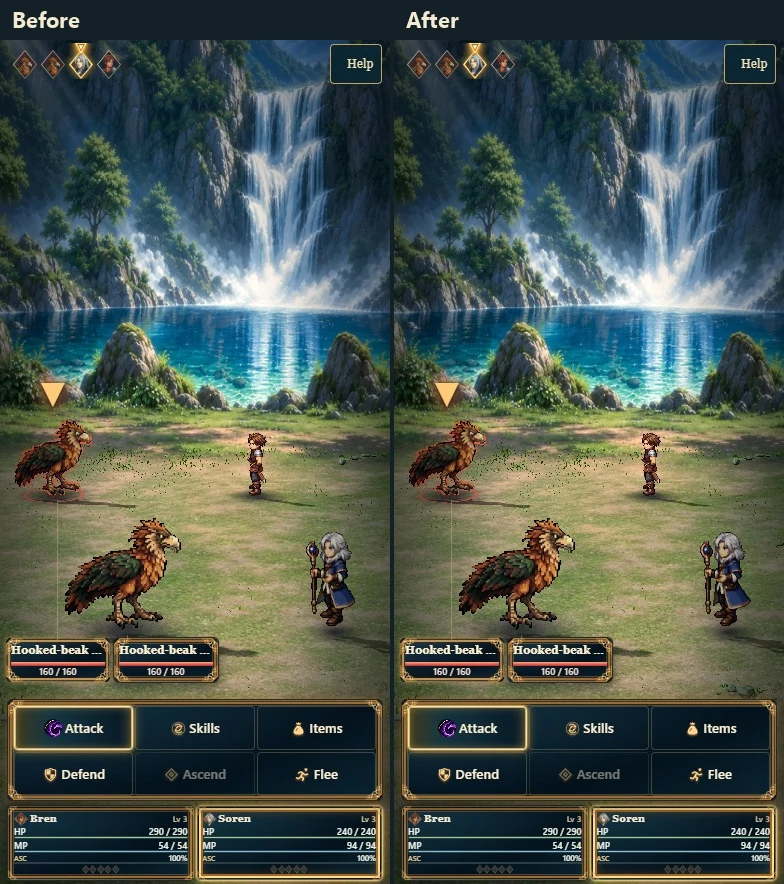 Before
After
Help
Help
Hooked-beak ...
Hooked-beak ...
160 / 160
160 / 160
Hooked-beak ...
Hooked-beak ...
160 / 160
160 / 160
Attack
Skills
Items
Defend
Ascend
Flee
Attack
Skills
Items
Defend
Ascend
Flee
Bren Lv 3
HP 290 / 290
MP 54 / 54
ASC 100%
Soren Lv 3
HP 240 / 240
MP 94 / 94
ASC 100%
Bren Lv 3
HP 290 / 290
MP 54 / 54
ASC 100%
Soren Lv 3
HP 240 / 240
MP 94 / 94
ASC 100%